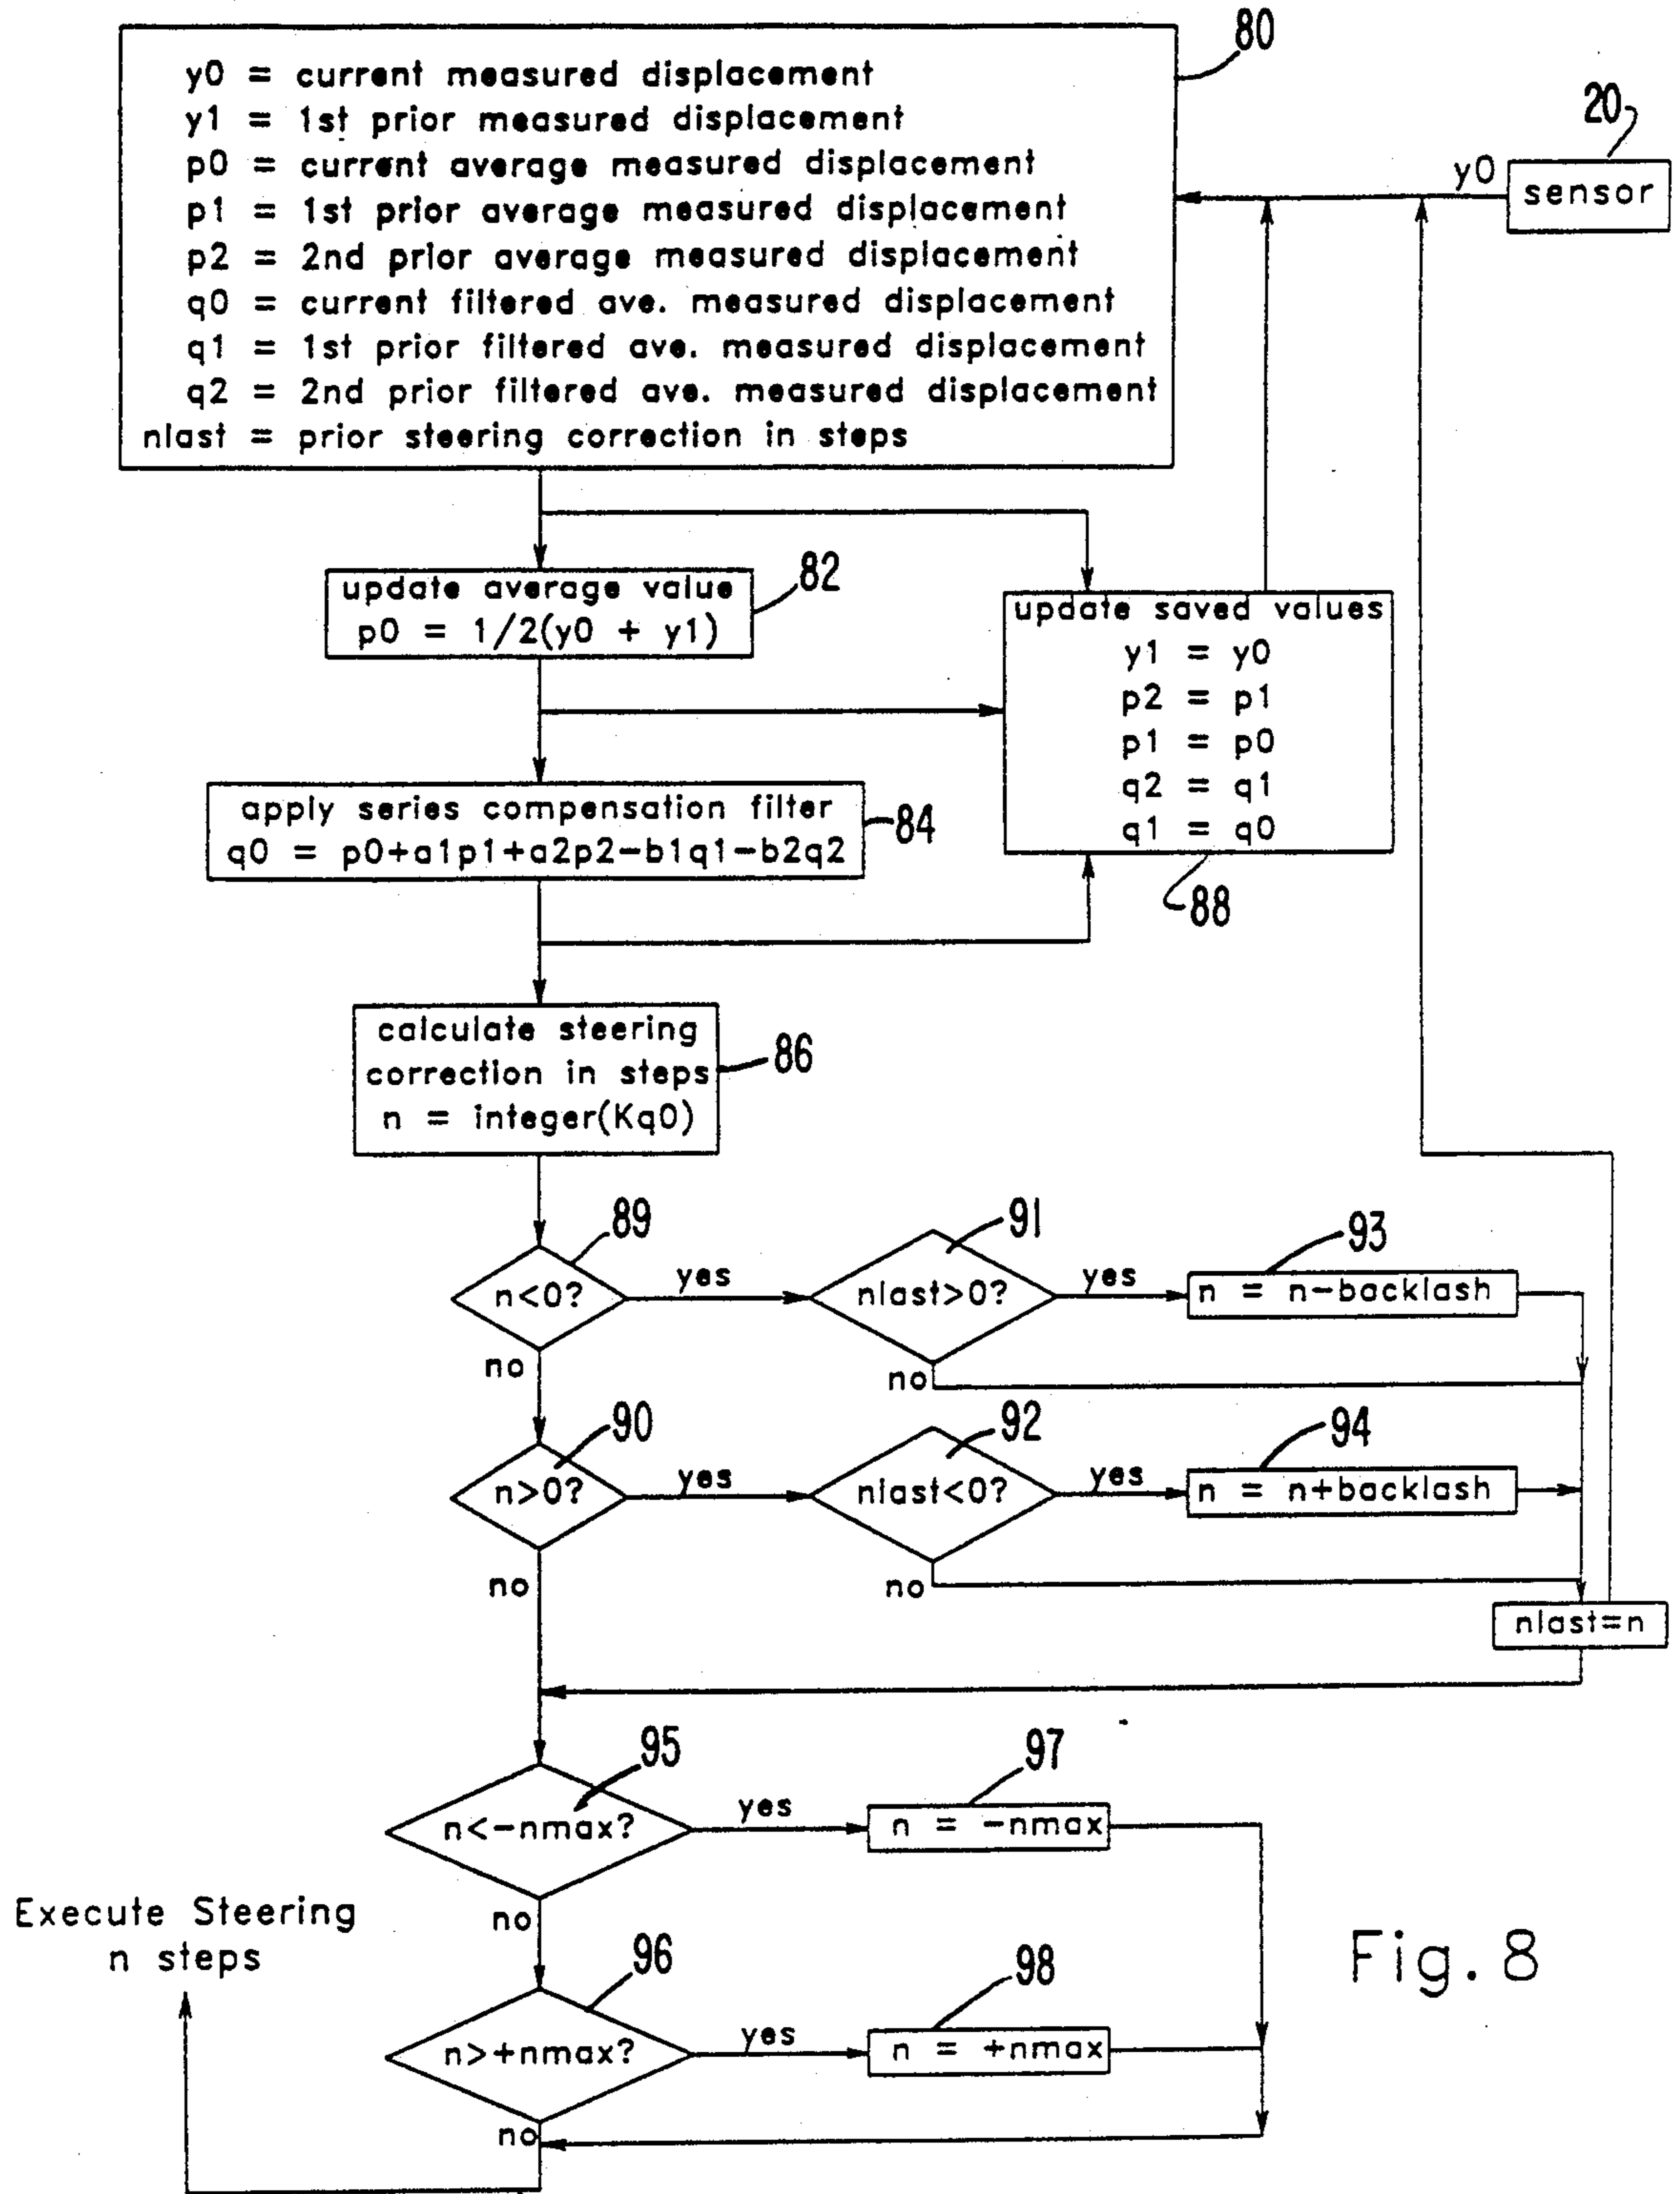 80
y0 = current measured displacement
y1 = 1st prior measured displacement
p0 = current average measured displacement
p1 = 1st prior average measured displacement
p2 = 2nd prior average measured displacement
q0 = current filtered ave. measured displacement
q1 = 1st prior filtered ave. measured displacement
q2 = 2nd prior filtered ave. measured displacement
nlast = prior steering correction in steps
20
y0
sensor
update average value
p0 = 1/2(y0 + y1)
82
update saved values
y1 = y0
p2 = p1
p1 = p0
q2 = q1
q1 = q0
88
apply series compensation filter
q0 = p0+a1p1+a2p2-b1q1-b2q2
84
calculate steering
correction in steps
n = integer(Kq0)
86
89
n<0?
yes
no
91
nlast>0?
yes
no
93
n = n-backlash
90
n>0?
yes
no
92
nlast<0?
yes
no
94
n = n+backlash
nlast=n
95
n<-nmax?
yes
no
97
n = -nmax
96
n>+nmax?
yes
no
98
n = +nmax
Execute Steering
n steps
Fig. 8